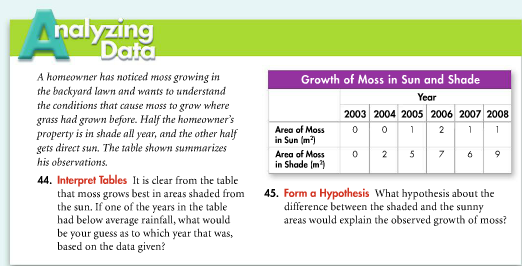 Analyzing
Data
A homeowner has noticed moss growing in
the backyard lawn and wants to understand
the conditions that cause moss to grow where
grass had grown before. Half the homeowner's
property is in shade all year, and the other half
gets direct sun. The table shown summarizes
his observations.
44. Interpret Tables It is clear from the table
that moss grows best in areas shaded from
the sun. If one of the years in the table
had below average rainfall, what would
be your guess as to which year that was,
based on the data given?
Growth of Moss in Sun and Shade
Year
2003 2004 2005 2006 2007 2008
Area of Moss
in Sun (m²) 0 0 1 2 1 1
Area of Moss
in Shade (m²) 0 2 5 7 6 9
45. Form a Hypothesis What hypothesis about the
difference between the shaded and the sunny
areas would explain the observed growth of moss?